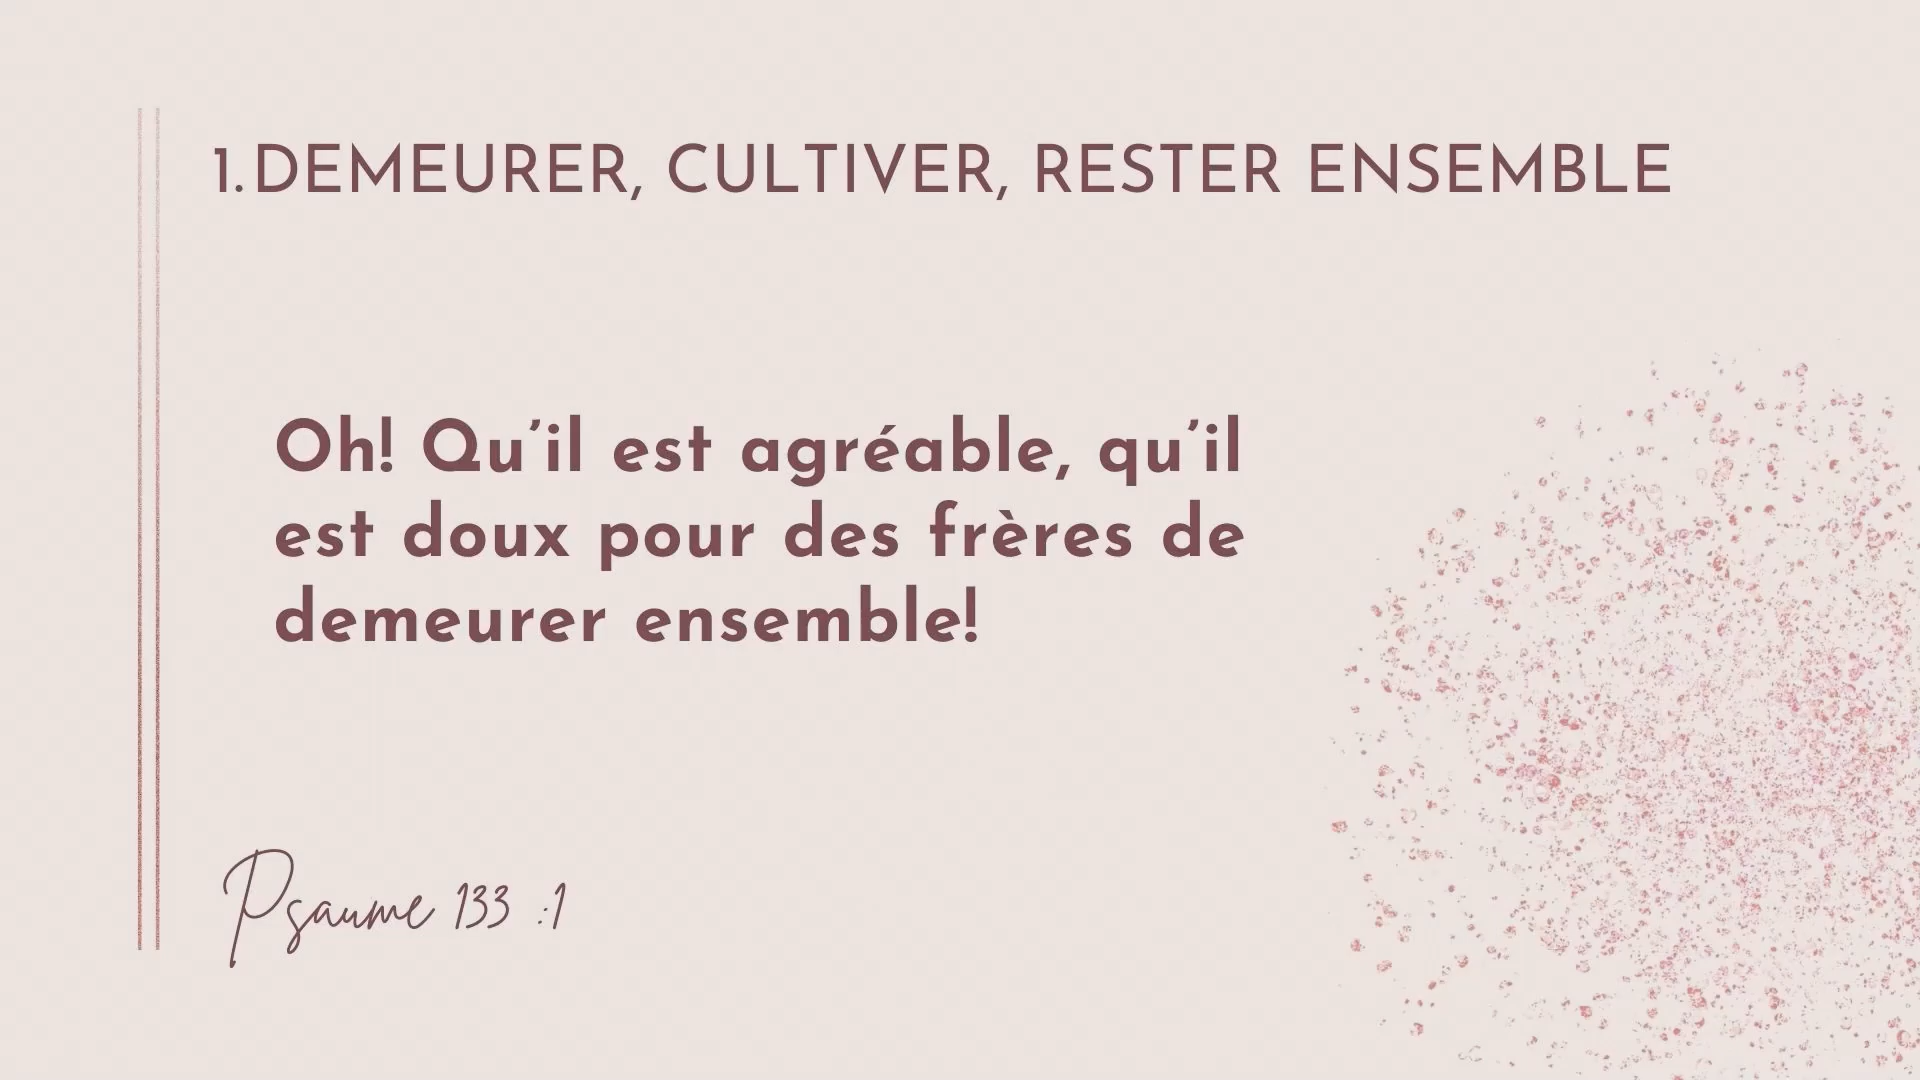 1.DEMEURER, CULTIVER, RESTER ENSEMBLE
Oh! Qu’il est agréable, qu’il
est doux pour des frères de
demeurer ensemble!
Psaume 133 :1